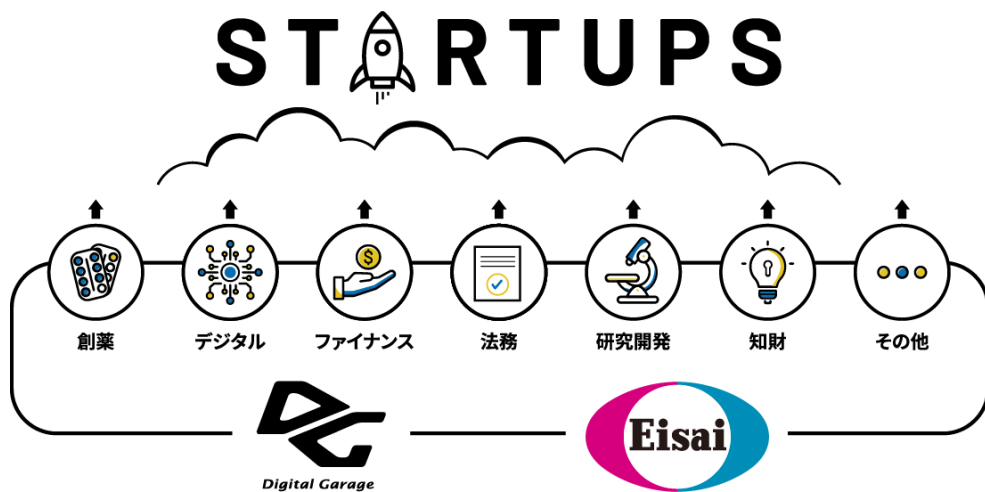 STARTUPS
創薬
デジタル
ファイナンス
法務
研究開発
知財
その他
DG
Digital Garage
Eisai